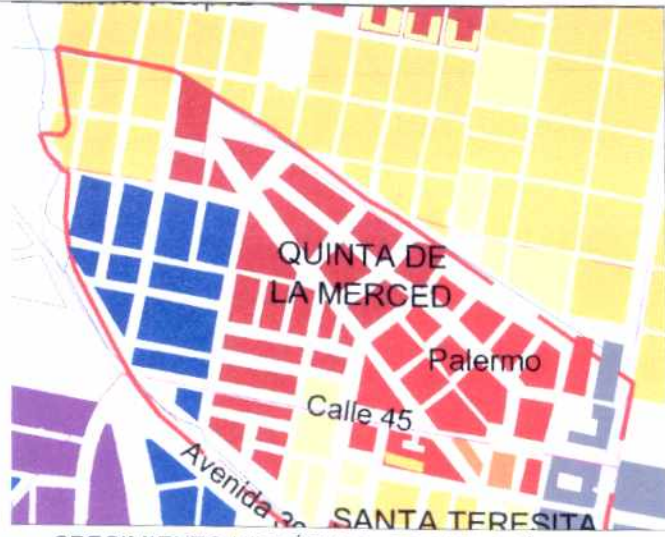 QUINTA DE
LA MERCED
Palermo
Calle 45
Avenida
SANTA TERESITA